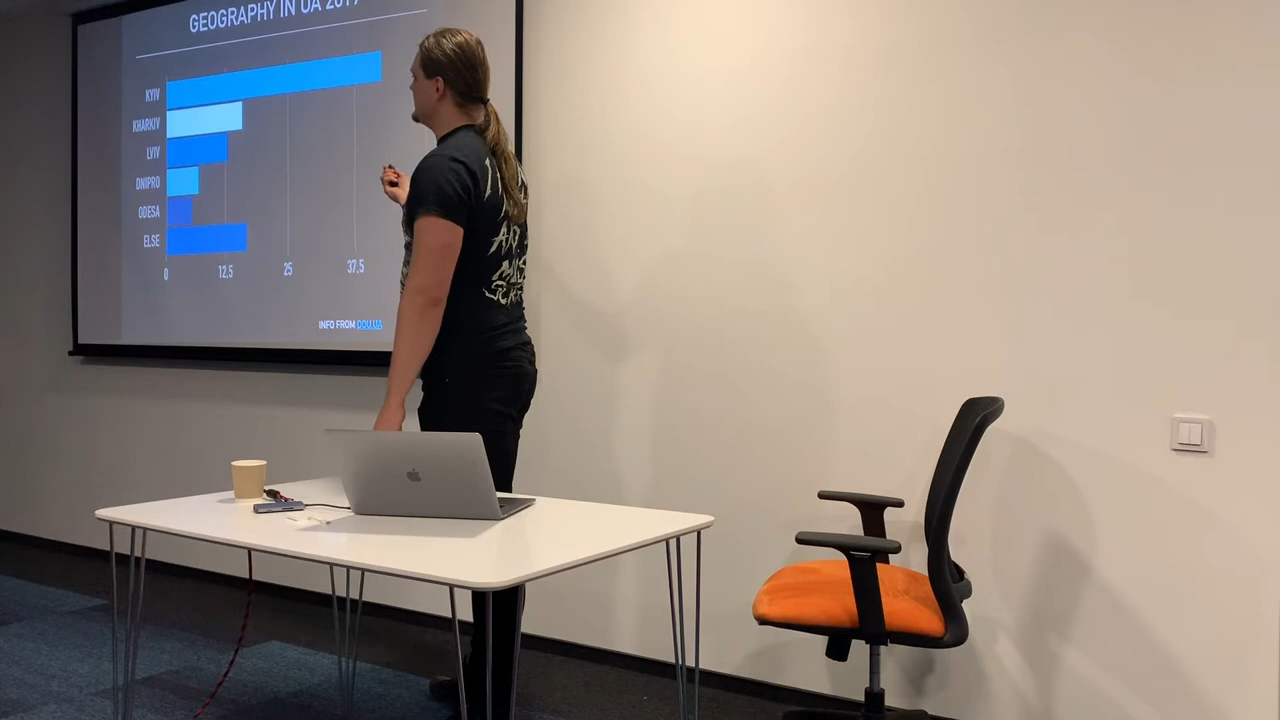 GEOGRAPHY IN UA 2017
KYIV
KHARKIV
LVIV
DNIPRO
ODESA
ELSE
0
12,5
25
37,5
INFO FROM DOU.UA